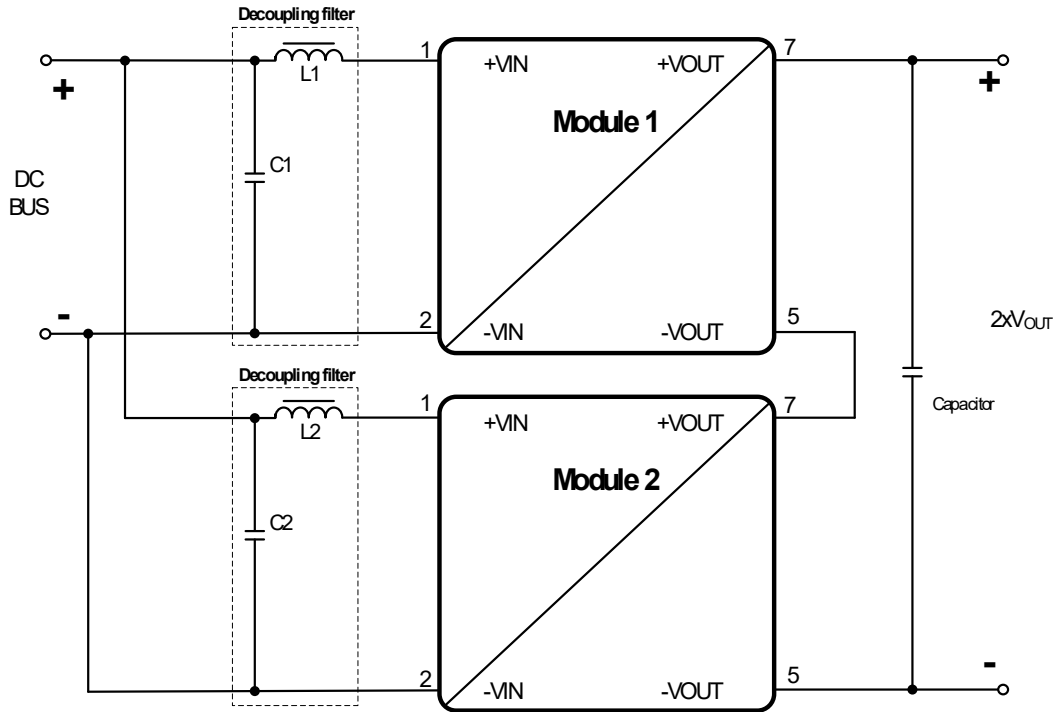 Decoupling filter
L1
C1
+
DC
BUS
-
1
+VIN
+VOUT
7
Module 1
2
-VIN
-VOUT
5
+
2xVOUT
Capacitor
Decoupling filter
L2
C2
1
+VIN
+VOUT
7
Module 2
2
-VIN
-VOUT
5
-